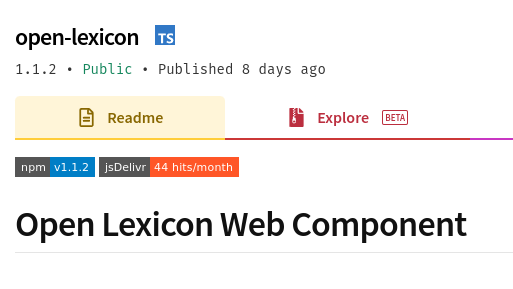 open-lexicon TS
1.1.2 • Public • Published 8 days ago
Readme Explore BETA
npm v1.1.2 jsDelivr 44 hits/month
Open Lexicon Web Component